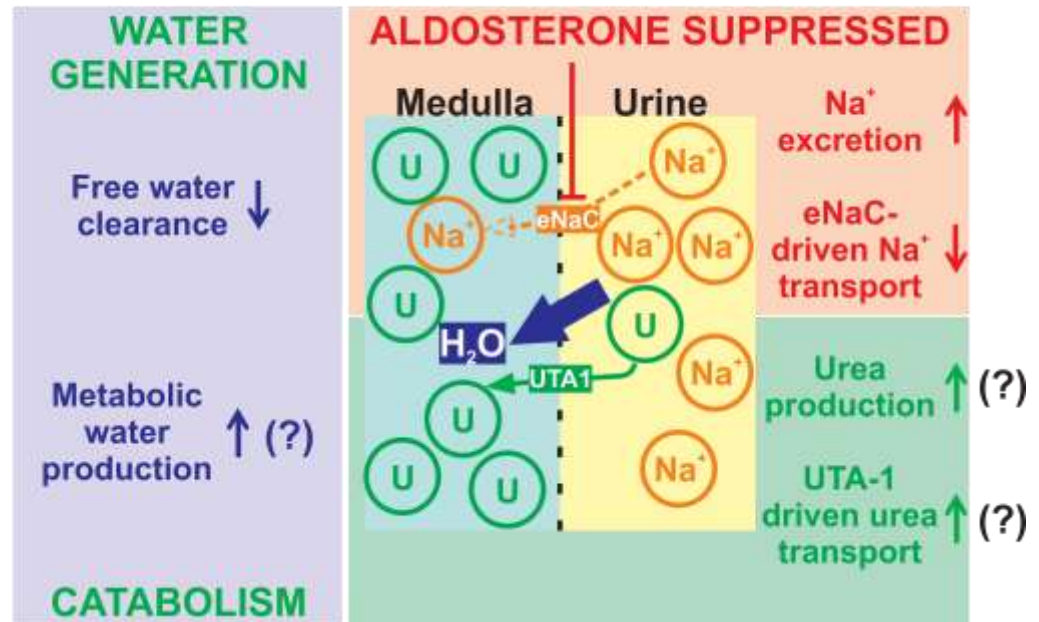 WATER
GENERATION
Free water
clearance ↓
Metabolic
water
production ↑ (?)
CATABOLISM
ALDOSTERONE SUPPRESSED
Medulla
Urine
U
U
Na⁺
Na⁺
eNaC
Na⁺
Na⁺
U
U
H₂O
Na⁺
UTA1
U
U
U
Na⁺
Na⁺
excretion ↑
eNaC-
driven Na⁺
transport ↓
Urea
production ↑ (?)
UTA-1
driven urea
transport ↑ (?)